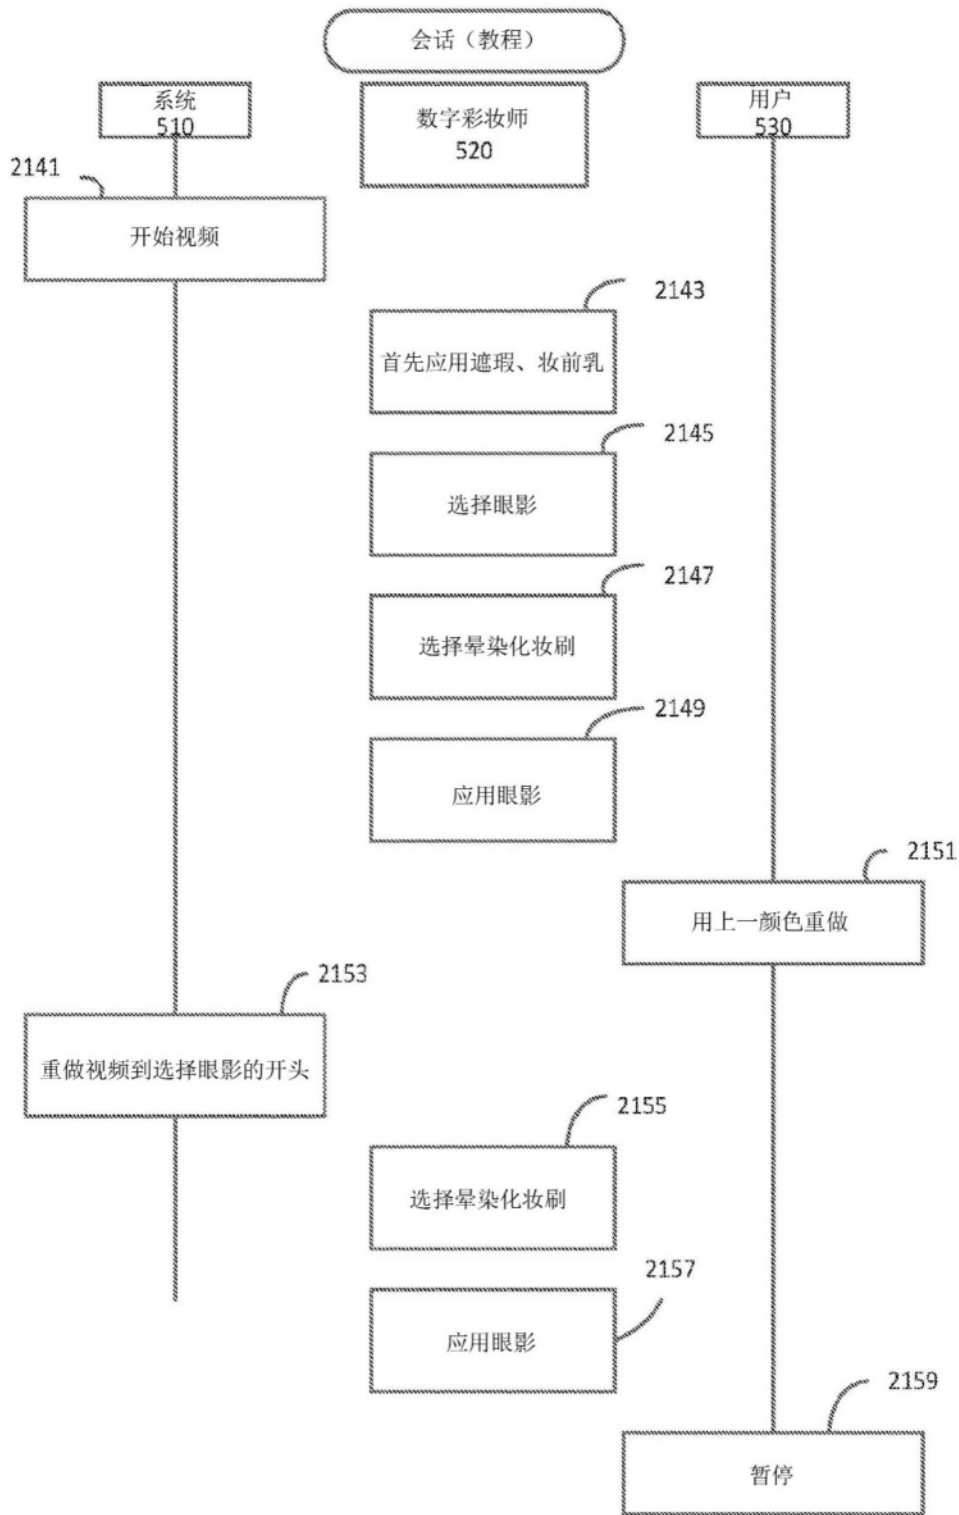 会话（教程）
系统
510
数字彩妆师
520
用户
530
2141
开始视频
2143
首先应用遮瑕、妆前乳
2145
选择眼影
2147
选择晕染化妆刷
2149
应用眼影
2151
用上一颜色重做
2153
重做视频到选择眼影的开头
2155
选择晕染化妆刷
2157
应用眼影
2159
暂停